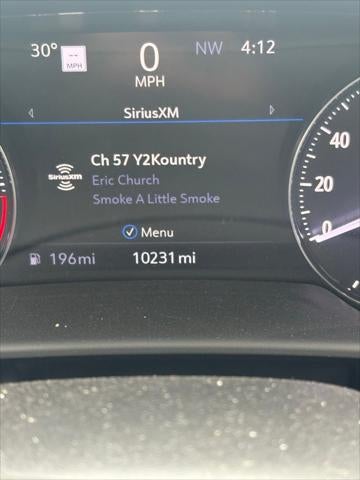 30°
--
MPH
0
MPH
NW
4:12
SiriusXM
Ch 57 Y2Kountry
SiriusXM
Eric Church
Smoke A Little Smoke
Menu
196mi
10231 mi
40
20
0